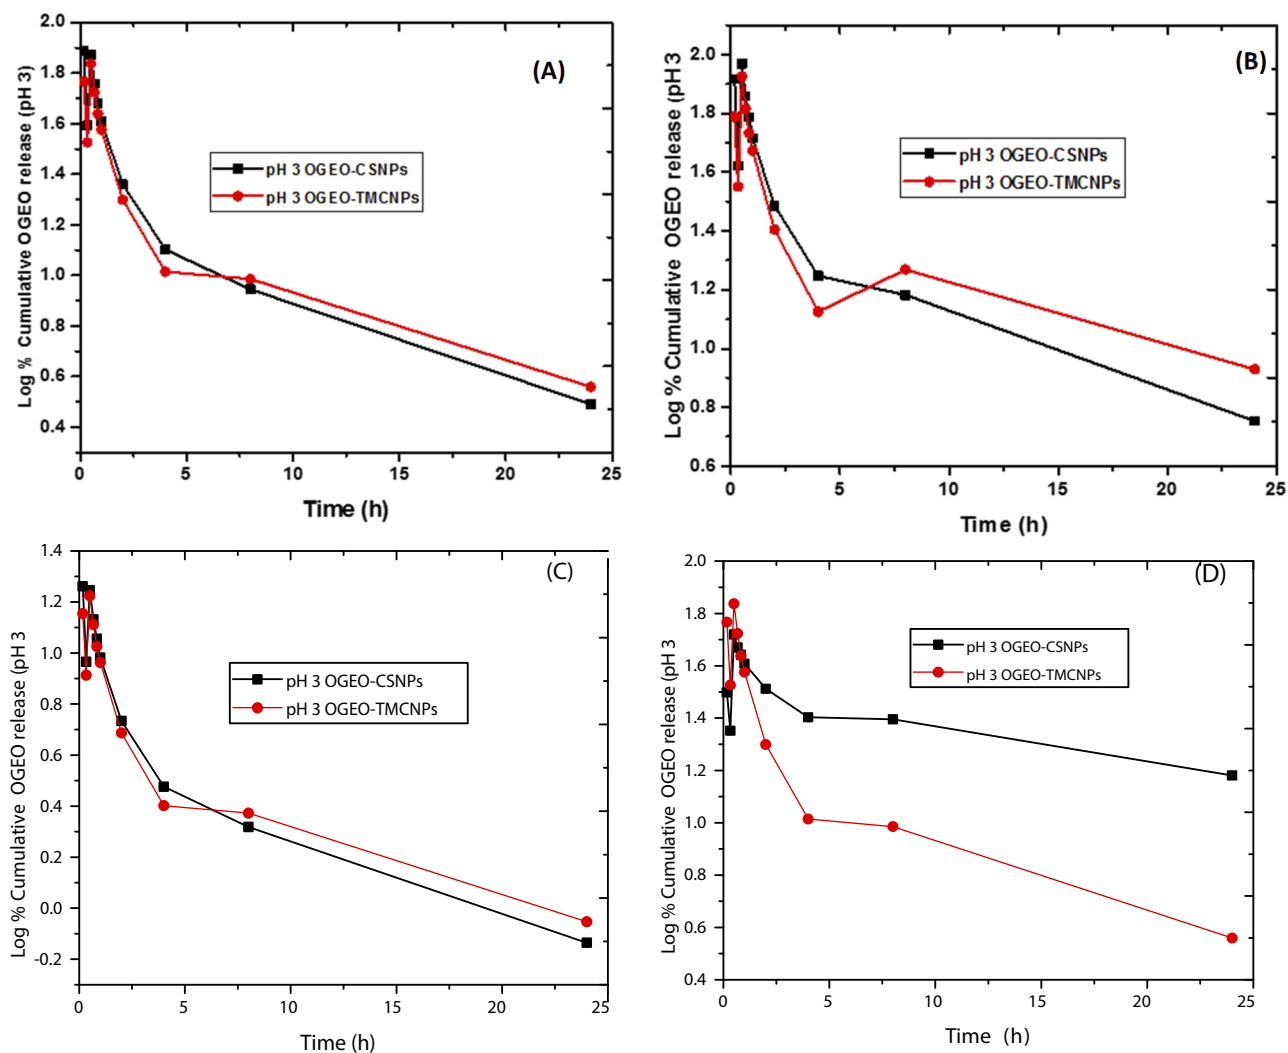 (A)
Log % Cumulative OGEO release (pH 3)
2.0
1.8
1.6
1.4
1.2
1.0
0.8
0.6
0.4
pH 3 OGEO-CSNPs
pH 3 OGEO-TMCNPs
0 5 10 15 20 25
Time (h)
(B)
Log % Cumulative OGEO release (pH 3
2.0
1.8
1.6
1.4
1.2
1.0
0.8
0.6
pH 3 OGEO-CSNPs
pH 3 OGEO-TMCNPs
0 5 10 15 20 25
Time (h)
(C)
Log % Cumulative OGEO release (pH 3
1.4
1.2
1.0
0.8
0.6
0.4
0.2
0.0
-0.2
pH 3 OGEO-CSNPs
pH 3 OGEO-TMCNPs
0 5 10 15 20 25
Time (h)
(D)
Log % Cumulative OGEO release (pH 3
2.0
1.8
1.6
1.4
1.2
1.0
0.8
0.6
0.4
pH 3 OGEO-CSNPs
pH 3 OGEO-TMCNPs
0 5 10 15 20 25
Time (h)